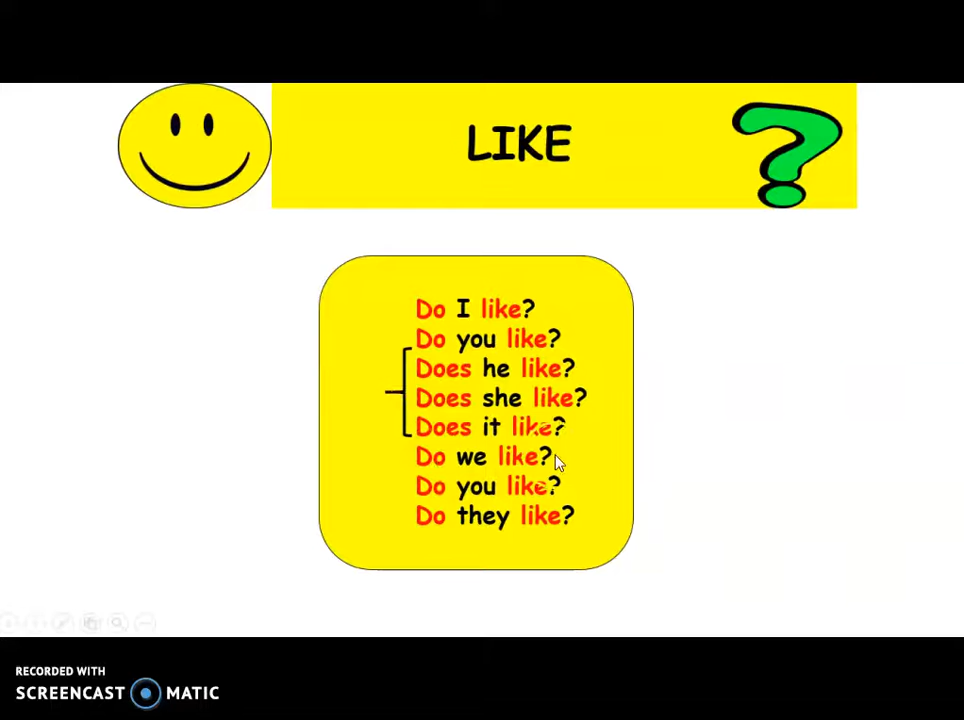 LIKE
Do I like?
Do you like?
Does he like?
Does she like?
Does it like?
Do we like?
Do you like?
Do they like?
RECORDED WITH
SCREENCAST MATIC